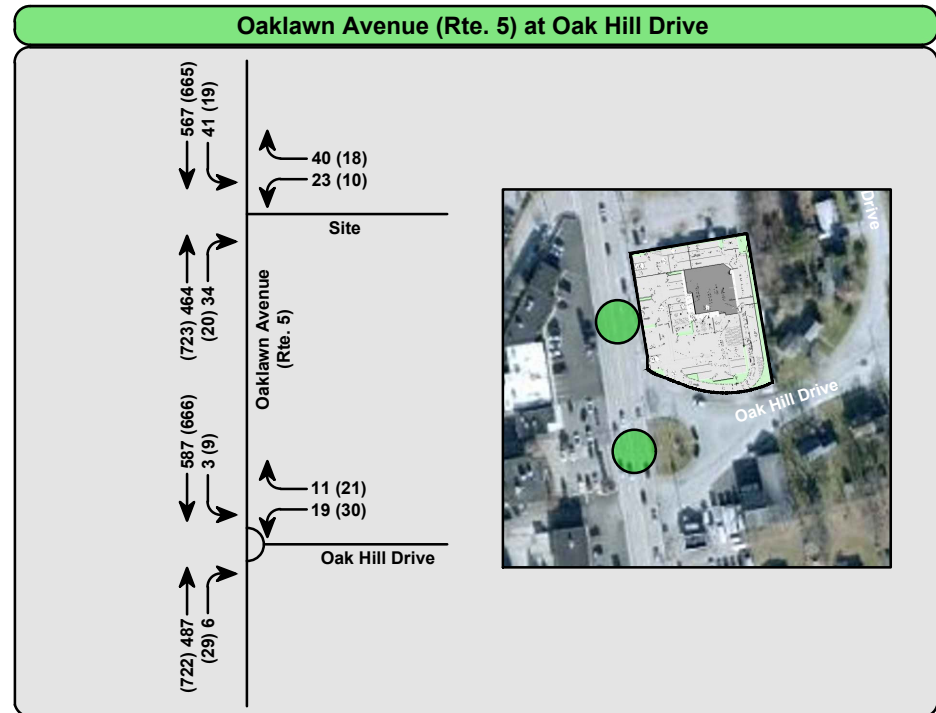 Oaklawn Avenue (Rte. 5) at Oak Hill Drive
567 (665)
41 (19)
40 (18)
23 (10)
Site
(723) 464
(20) 34
Oaklawn Avenue
(Rte. 5)
587 (666)
3 (9)
11 (21)
19 (30)
Oak Hill Drive
(722) 487
(29) 6
Drive
Oak Hill Drive